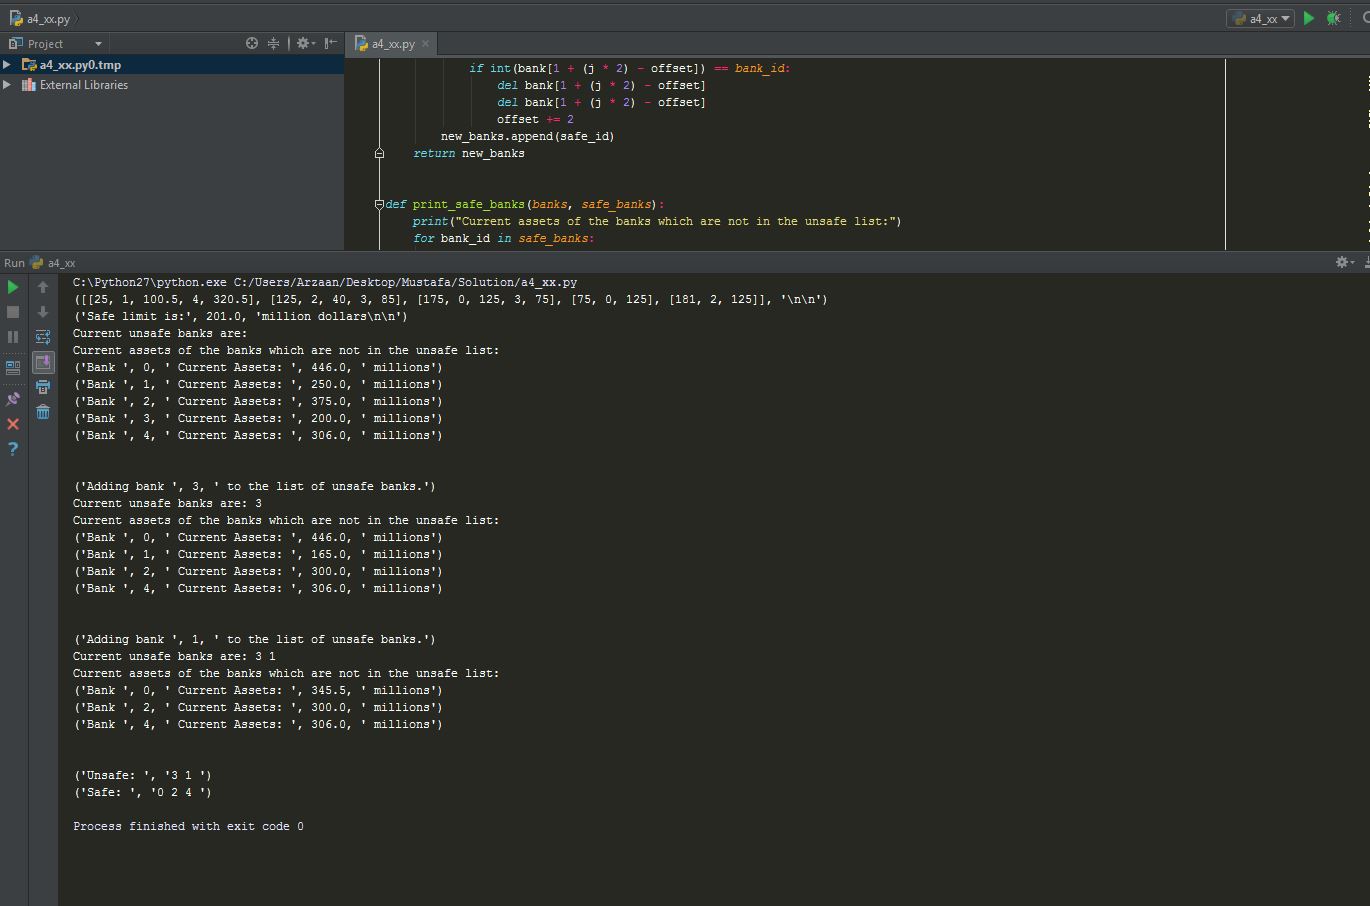 a4_xx.py
a4_xx
Project
a4_xx.py
a4_xx.py0.tmp
External Libraries
if int(bank[1 + (j * 2) - offset]) == bank_id:
del bank[1 + (j * 2) - offset]
del bank[1 + (j * 2) - offset]
offset += 2
new_banks.append(safe_id)
return new_banks
def print_safe_banks(banks, safe_banks):
print("Current assets of the banks which are not in the unsafe list:")
for bank_id in safe_banks:
Run a4_xx
C:\Python27\python.exe C:/Users/Arzaan/Desktop/Mustafa/Solution/a4_xx.py
([[25, 1, 100.5, 4, 320.5], [125, 2, 40, 3, 85], [175, 0, 125, 3, 75], [75, 0, 125], [181, 2, 125]], '\n\n')
('Safe limit is:', 201.0, 'million dollars\n\n')
Current unsafe banks are:
Current assets of the banks which are not in the unsafe list:
('Bank ', 0, ' Current Assets: ', 446.0, ' millions')
('Bank ', 1, ' Current Assets: ', 250.0, ' millions')
('Bank ', 2, ' Current Assets: ', 375.0, ' millions')
('Bank ', 3, ' Current Assets: ', 200.0, ' millions')
('Bank ', 4, ' Current Assets: ', 306.0, ' millions')
('Adding bank ', 3, ' to the list of unsafe banks.')
Current unsafe banks are: 3
Current assets of the banks which are not in the unsafe list:
('Bank ', 0, ' Current Assets: ', 446.0, ' millions')
('Bank ', 1, ' Current Assets: ', 165.0, ' millions')
('Bank ', 2, ' Current Assets: ', 300.0, ' millions')
('Bank ', 4, ' Current Assets: ', 306.0, ' millions')
('Adding bank ', 1, ' to the list of unsafe banks.')
Current unsafe banks are: 3 1
Current assets of the banks which are not in the unsafe list:
('Bank ', 0, ' Current Assets: ', 345.5, ' millions')
('Bank ', 2, ' Current Assets: ', 300.0, ' millions')
('Bank ', 4, ' Current Assets: ', 306.0, ' millions')
('Unsafe: ', '3 1 ')
('Safe: ', '0 2 4 ')
Process finished with exit code 0